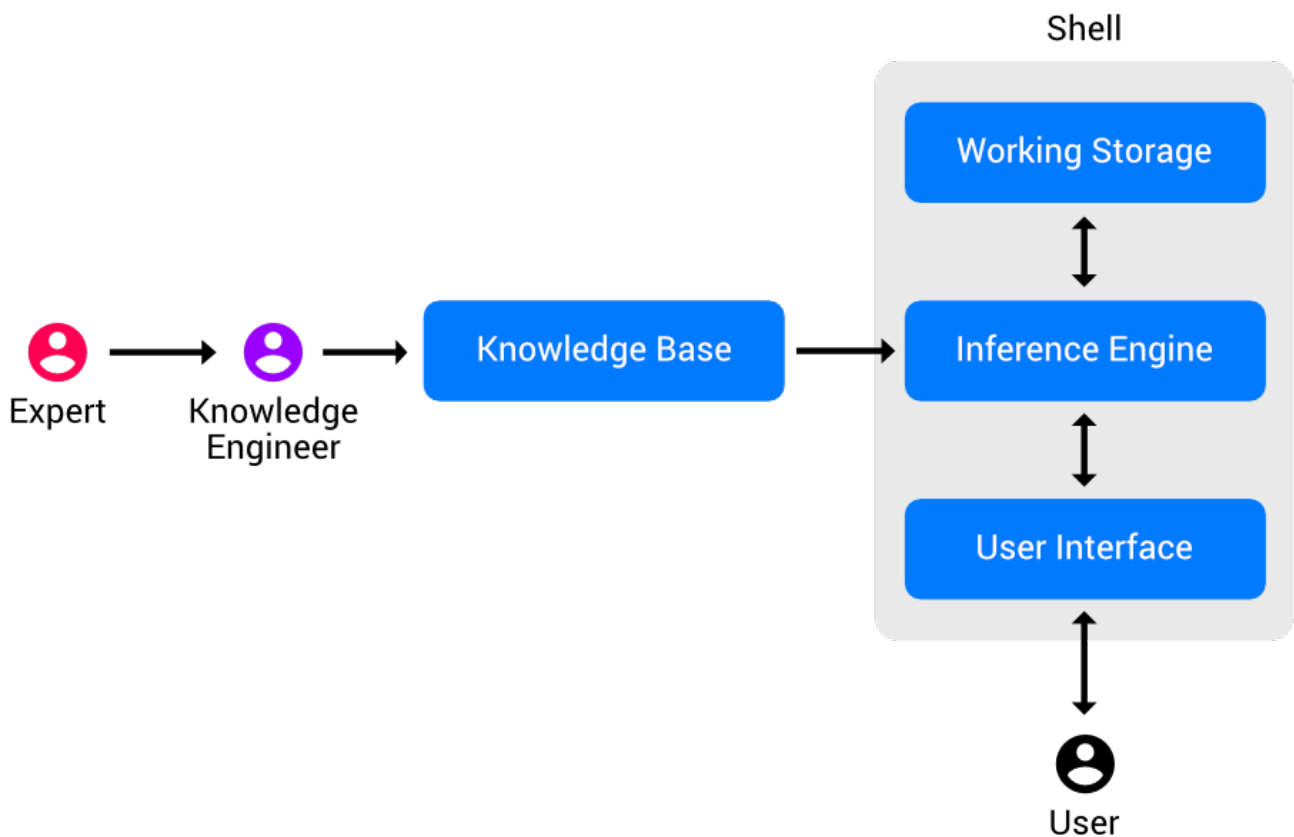 Shell
Working Storage
Knowledge Base
Inference Engine
Expert
Knowledge
Engineer
User Interface
User